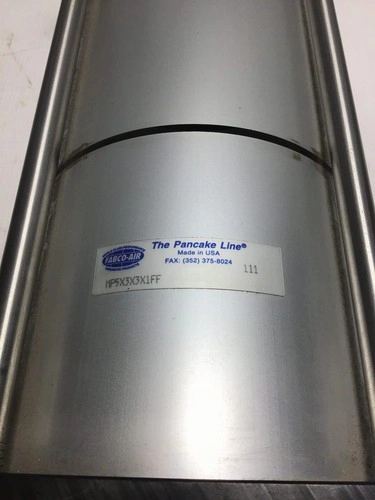 The Pancake Line®
Made in USA
FABCO-AIR
FAX: (352) 375-8024
111
MP5X3X3X1FF